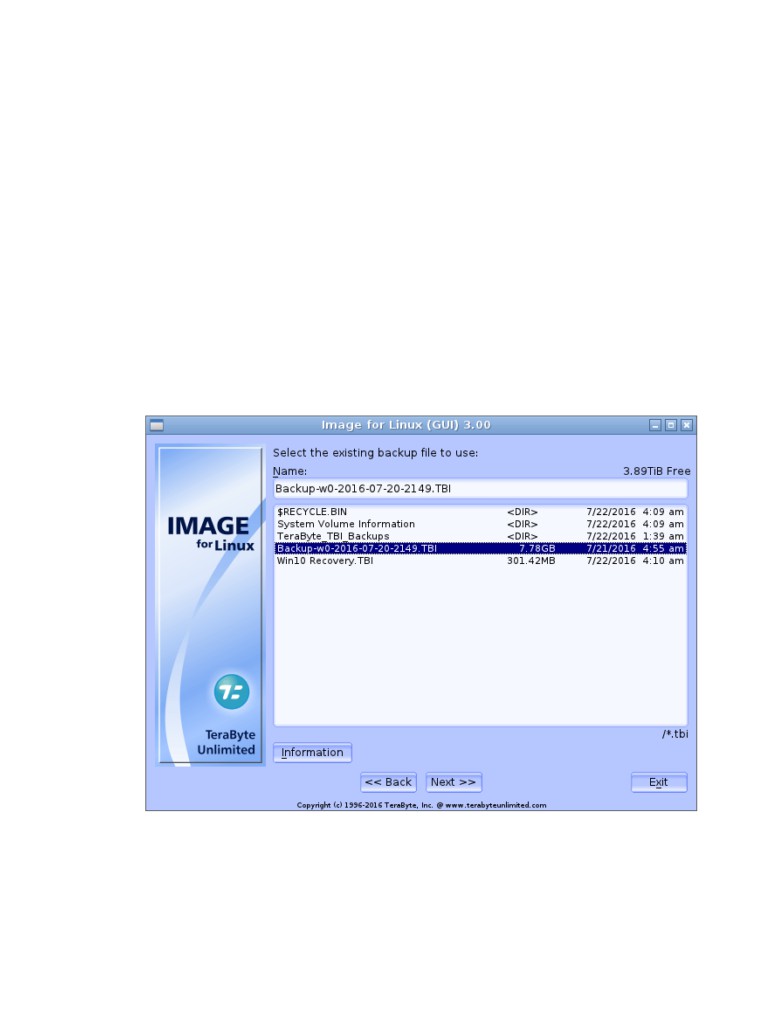 Image for Linux (GUI) 3.00
Select the existing backup file to use:
Name: 3.89TiB Free
Backup-w0-2016-07-20-2149.TBI
$RECYCLE.BIN <DIR> 7/22/2016 4:09 am
System Volume Information <DIR> 7/22/2016 4:09 am
TeraByte_TBI_Backups <DIR> 7/22/2016 1:39 am
Backup-w0-2016-07-20-2149.TBI 7.78GB 7/21/2016 4:55 am
Win10 Recovery.TBI 301.42MB 7/22/2016 4:10 am
IMAGE
for Linux
TeraByte
Unlimited
/*.tbi
Information
<< Back Next >> Exit
Copyright (c) 1996-2016 TeraByte, Inc. @ www.terabyteunlimited.com